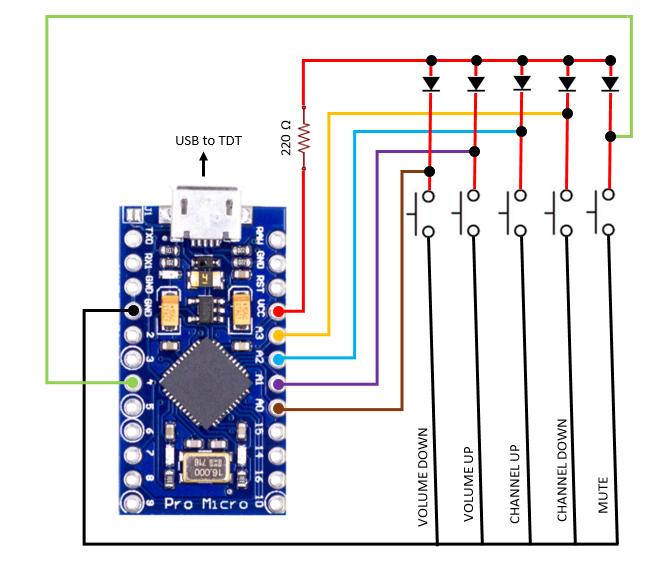 USB to TDT
220 Ω
J1
TXO
RX1
GND
GND
2
3
4
5
6
7
8
9
RAW
GND
RST
VCC
A3
A2
A1
A0
15
14
16
10
16.000
Pro Micro
VOLUME DOWN
VOLUME UP
CHANNEL UP
CHANNEL DOWN
MUTE